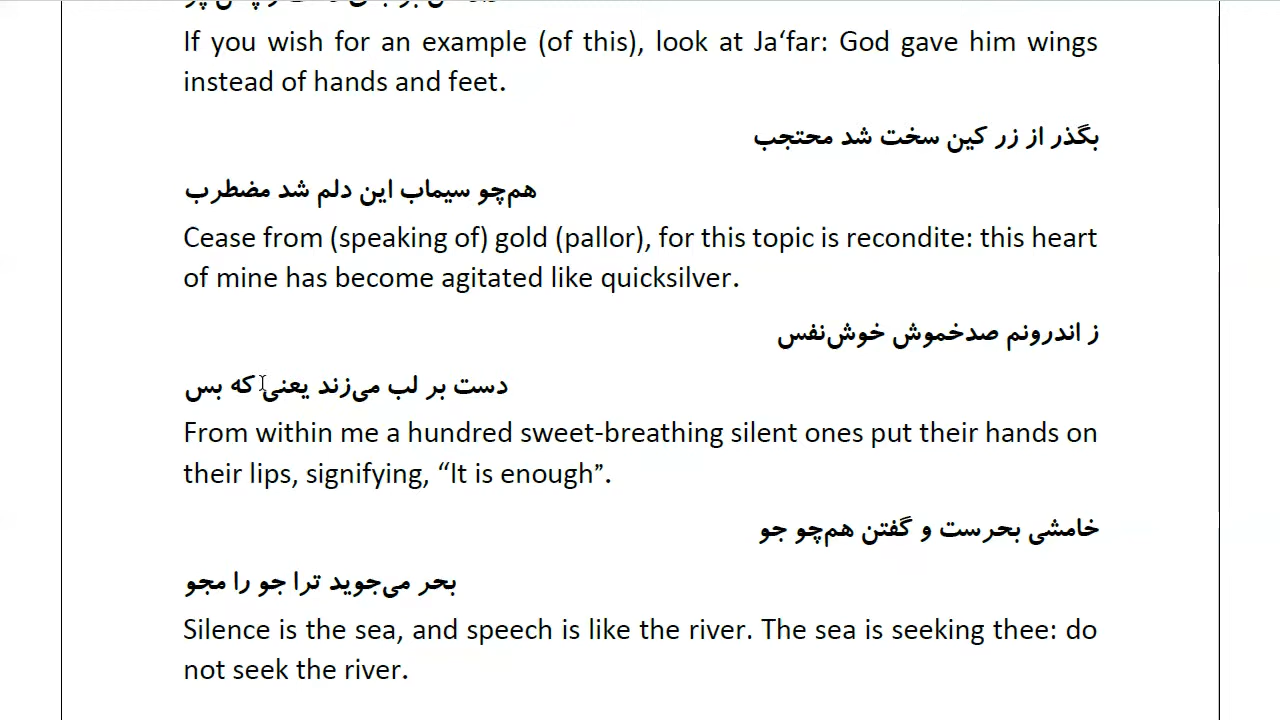 If you wish for an example (of this), look at Ja‘far: God gave him wings
instead of hands and feet.
بگذر از زر کین سخت شد محتجب
هم‌چو سیماب این دلم شد مضطرب
Cease from (speaking of) gold (pallor), for this topic is recondite: this heart
of mine has become agitated like quicksilver.
ز اندرونم صدخموش خوش‌نفس
دست بر لب می‌زند یعنی که بس
From within me a hundred sweet-breathing silent ones put their hands on
their lips, signifying, “It is enough”.
خامشی بحرست و گفتن هم‌چو جو
بحر می‌جوید ترا جو را مجو
Silence is the sea, and speech is like the river. The sea is seeking thee: do
not seek the river.